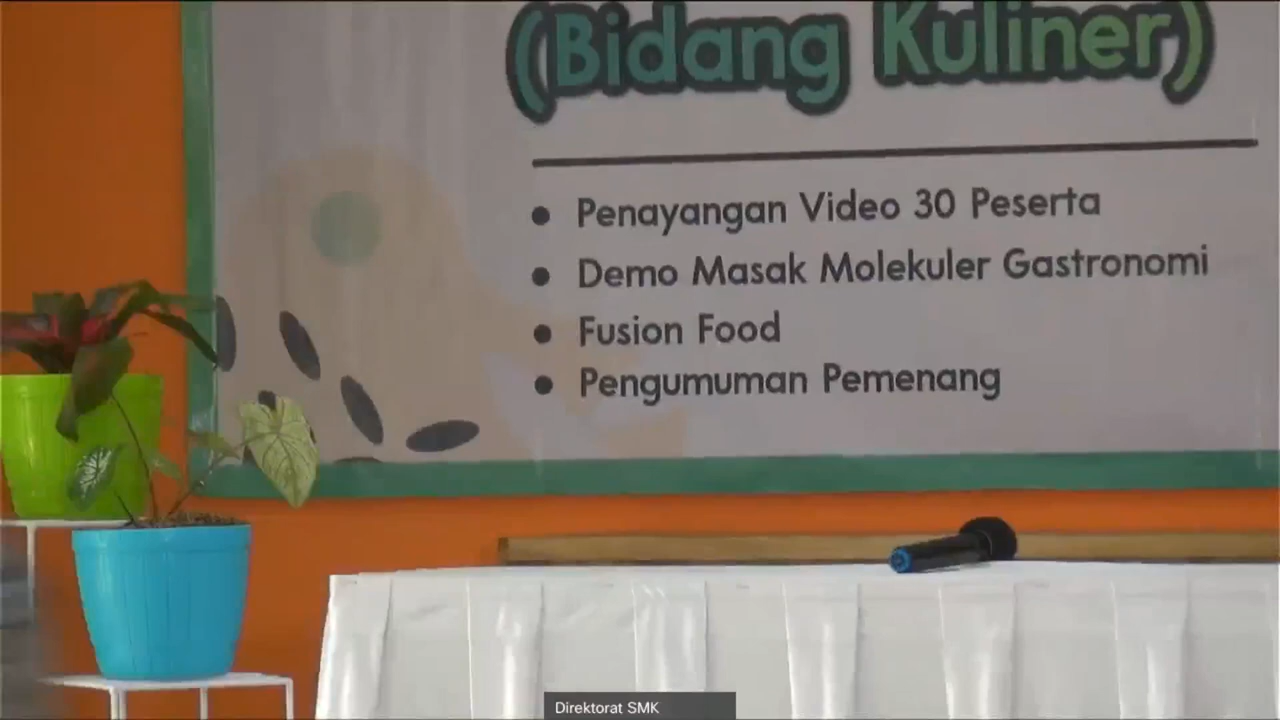 (Bidang Kuliner)
Penayangan Video 30 Peserta
Demo Masak Molekuler Gastronomi
Fusion Food
Pengumuman Pemenang
Direktorat SMK